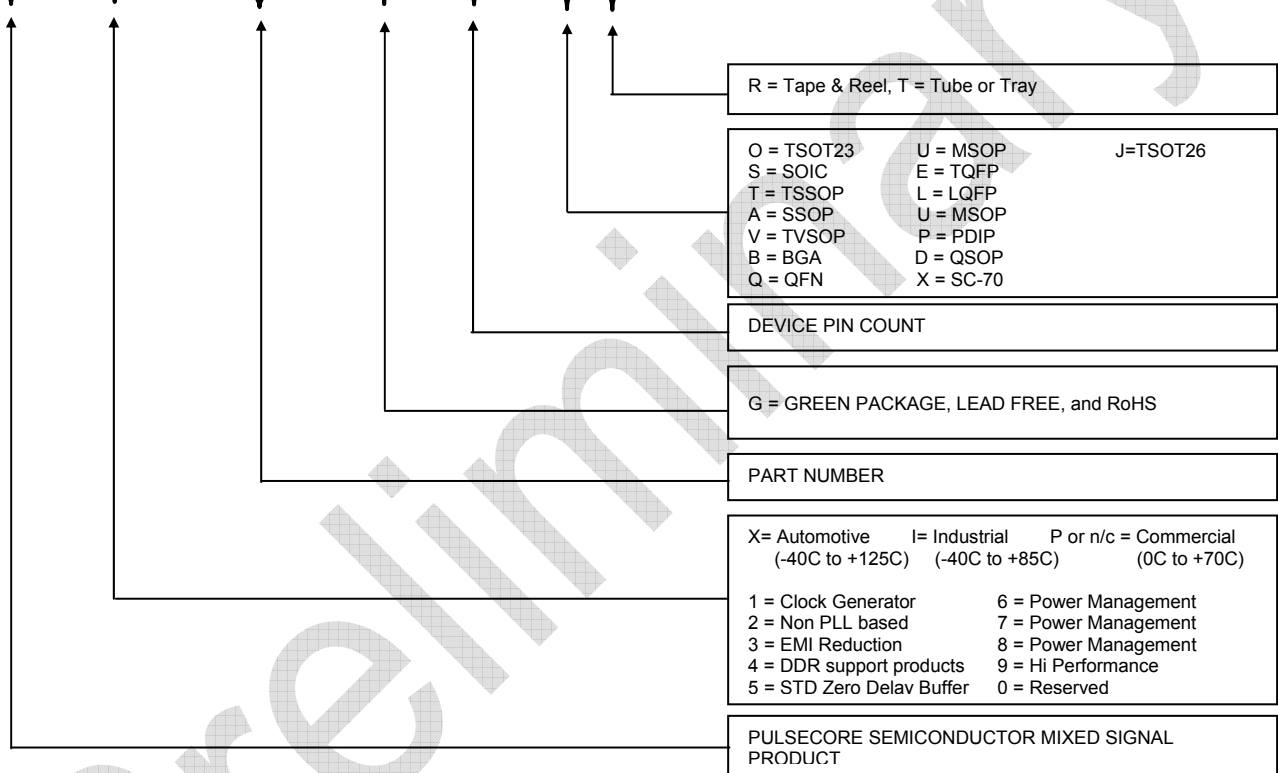 R = Tape & Reel, T = Tube or Tray
O = TSOT23 U = MSOP J=TSOT26
S = SOIC E = TQFP
T = TSSOP L = LQFP
A = SSOP U = MSOP
V = TVSOP P = PDIP
B = BGA D = QSOP
Q = QFN X = SC-70
DEVICE PIN COUNT
G = GREEN PACKAGE, LEAD FREE, and RoHS
PART NUMBER
X= Automotive I= Industrial P or n/c = Commercial
(-40C to +125C) (-40C to +85C) (0C to +70C)
1 = Clock Generator 6 = Power Management
2 = Non PLL based 7 = Power Management
3 = EMI Reduction 8 = Power Management
4 = DDR support products 9 = Hi Performance
5 = STD Zero Delay Buffer 0 = Reserved
PULSECORE SEMICONDUCTOR MIXED SIGNAL
PRODUCT
Preliminary